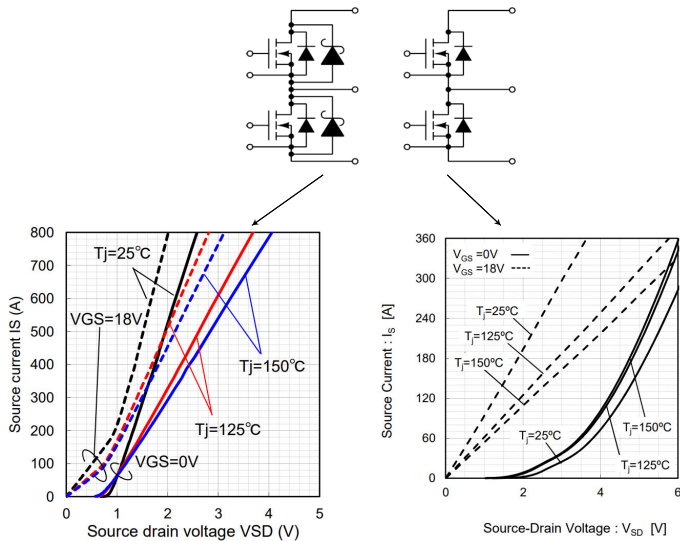 800
700
600
500
400
300
200
100
0
0
1
2
3
4
5
Source current IS (A)
Source drain voltage VSD (V)
Tj=25℃
VGS=18V
Tj=150℃
Tj=125℃
VGS=0V
360
300
240
180
120
60
0
0
2
4
6
Source Current : IS [A]
Source-Drain Voltage : VSD [V]
VGS =0V
VGS =18V
Tj=25ºC
Tj=125ºC
Tj=150ºC
Tj=25ºC
Tj=150ºC
Tj=125ºC